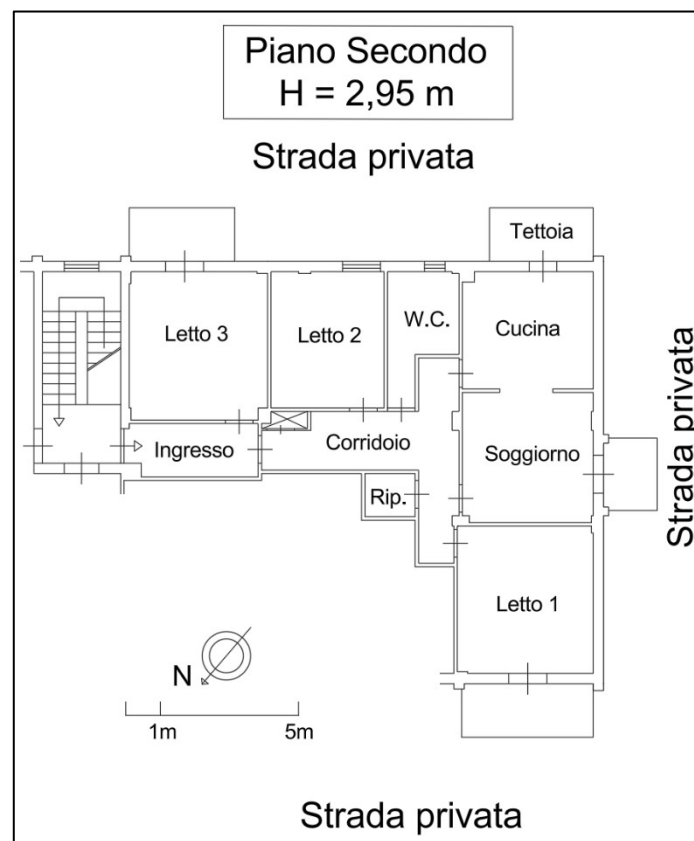 Piano Secondo
H = 2,95 m
Strada privata
Tettoia
Letto 3
Letto 2
W.C.
Cucina
Strada privata
Ingresso
Corridoio
Soggiorno
Rip.
Letto 1
N
1m
5m
Strada privata